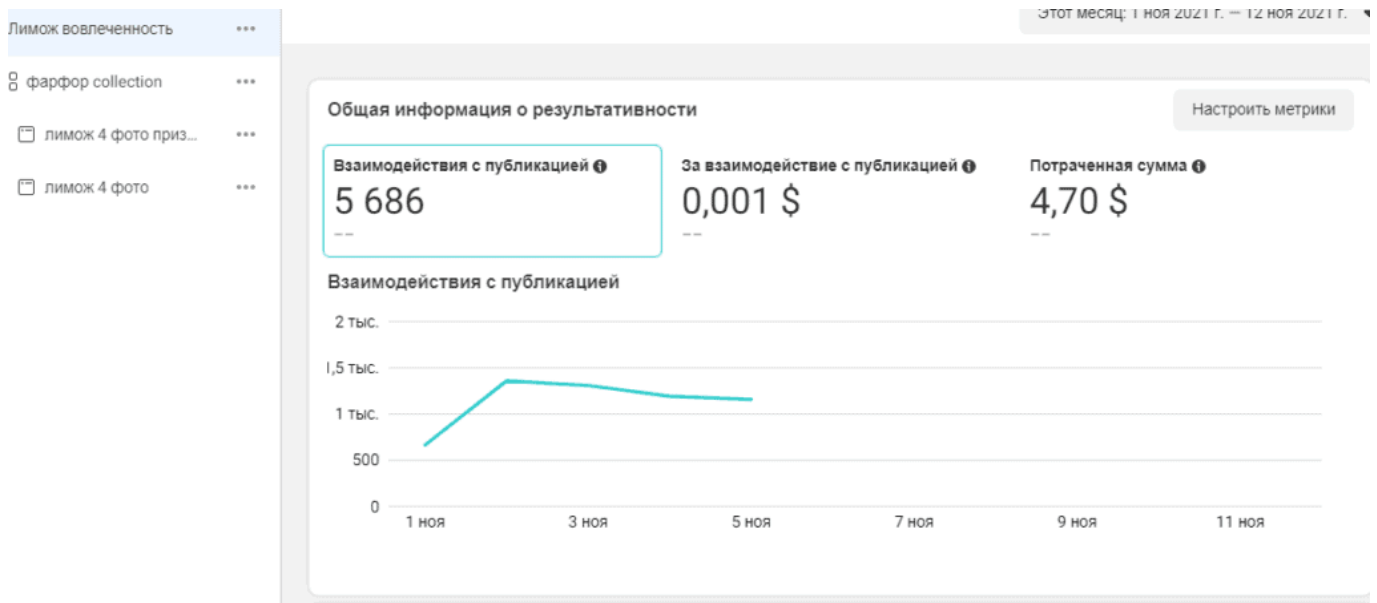 Этот месяц: 1 ноя 2021 г. — 12 ноя 2021 г.
Лимож вовлеченность
фарфор collection
лимож 4 фото приз...
лимож 4 фото
Общая информация о результативности
Настроить метрики
Взаимодействия с публикацией
5 686
--
За взаимодействие с публикацией
0,001 $
--
Потраченная сумма
4,70 $
--
Взаимодействия с публикацией
2 тыс.
1,5 тыс.
1 тыс.
500
0
1 ноя 3 ноя 5 ноя 7 ноя 9 ноя 11 ноя